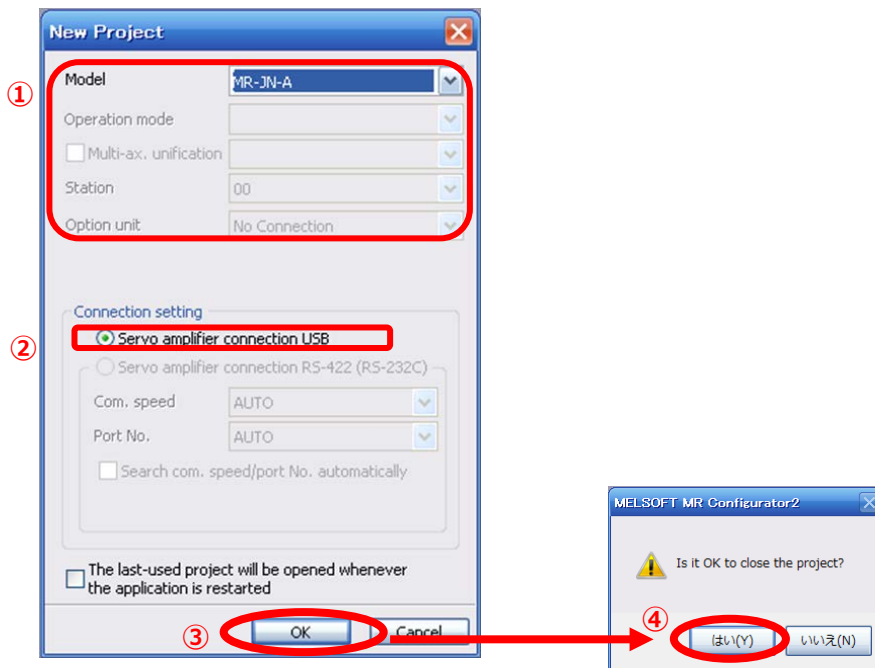 New Project
①
Model MR-JN-A
Operation mode
Multi-ax. unification
Station 00
Option unit No Connection
Connection setting
②
Servo amplifier connection USB
Servo amplifier connection RS-422 (RS-232C)
Com. speed AUTO
Port No. AUTO
Search com. speed/port No. automatically
The last-used project will be opened whenever
the application is restarted
③
OK Cancel
MELSOFT MR Configurator2
Is it OK to close the project?
④
はい(Y) いいえ(N)